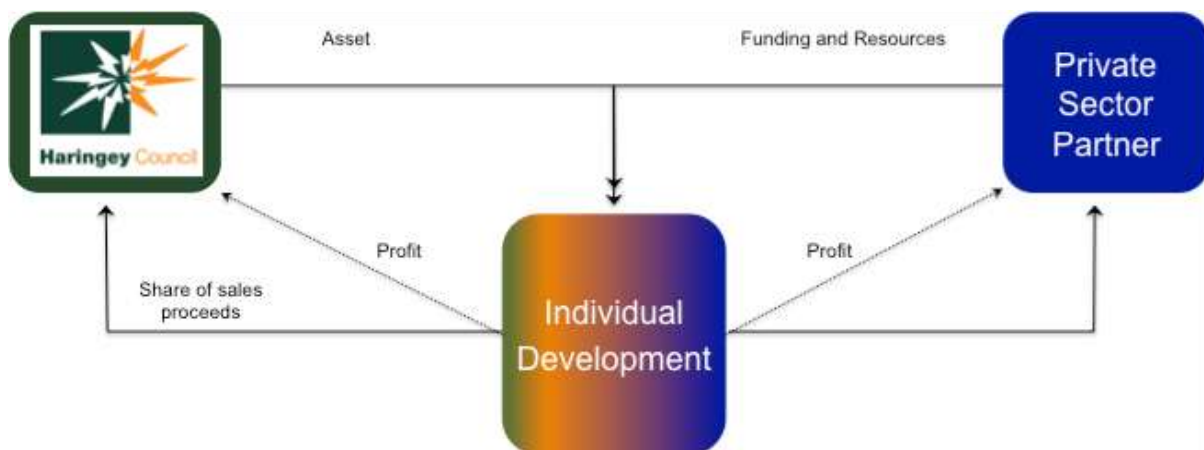 Asset
Funding and Resources
Haringey Council
Private
Sector
Partner
Profit
Profit
Share of sales
proceeds
Individual
Development